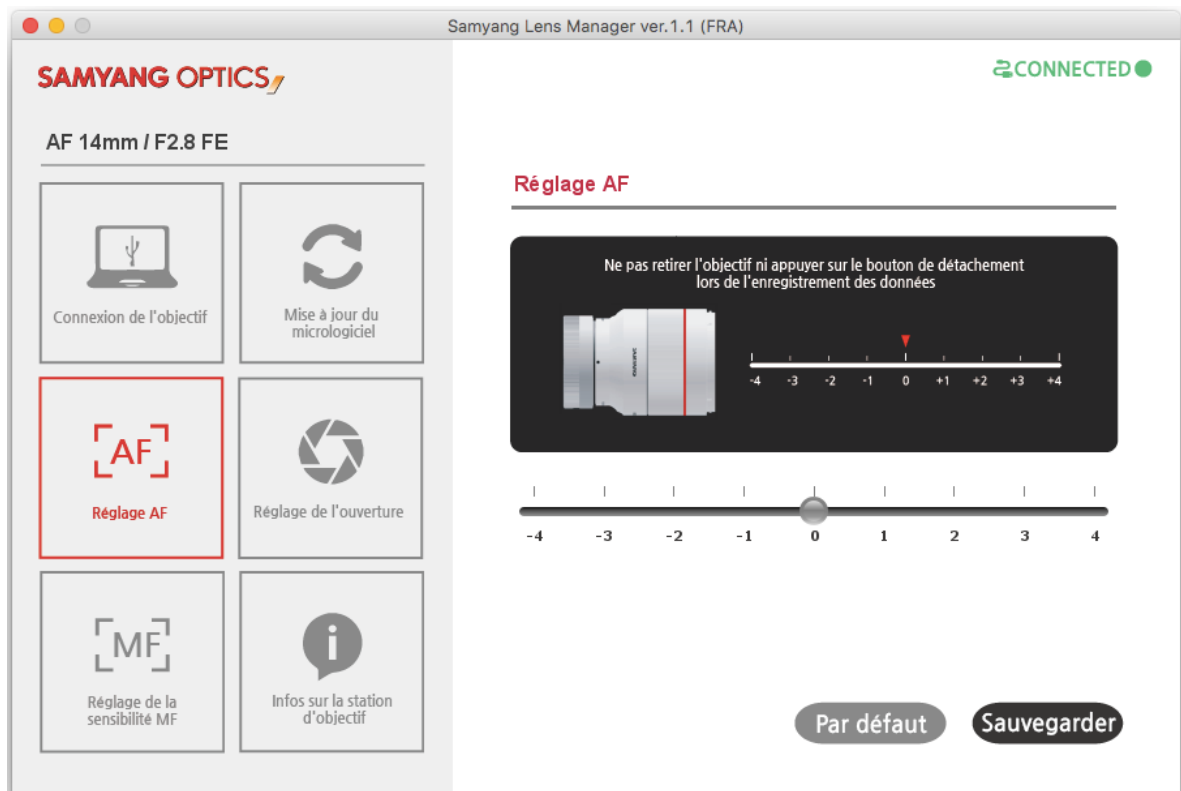 Samyang Lens Manager ver.1.1 (FRA)
SAMYANG OPTICS
CONNECTED
AF 14mm / F2.8 FE
Connexion de l'objectif
Mise à jour du
micrologiciel
AF
Réglage AF
Réglage de l'ouverture
MF
Réglage de la
sensibilité MF
i
Infos sur la station
d'objectif
Réglage AF
Ne pas retirer l'objectif ni appuyer sur le bouton de détachement
lors de l'enregistrement des données
SAMYANG
-4 -3 -2 -1 0 +1 +2 +3 +4
-4 -3 -2 -1 0 1 2 3 4
Par défaut
Sauvegarder